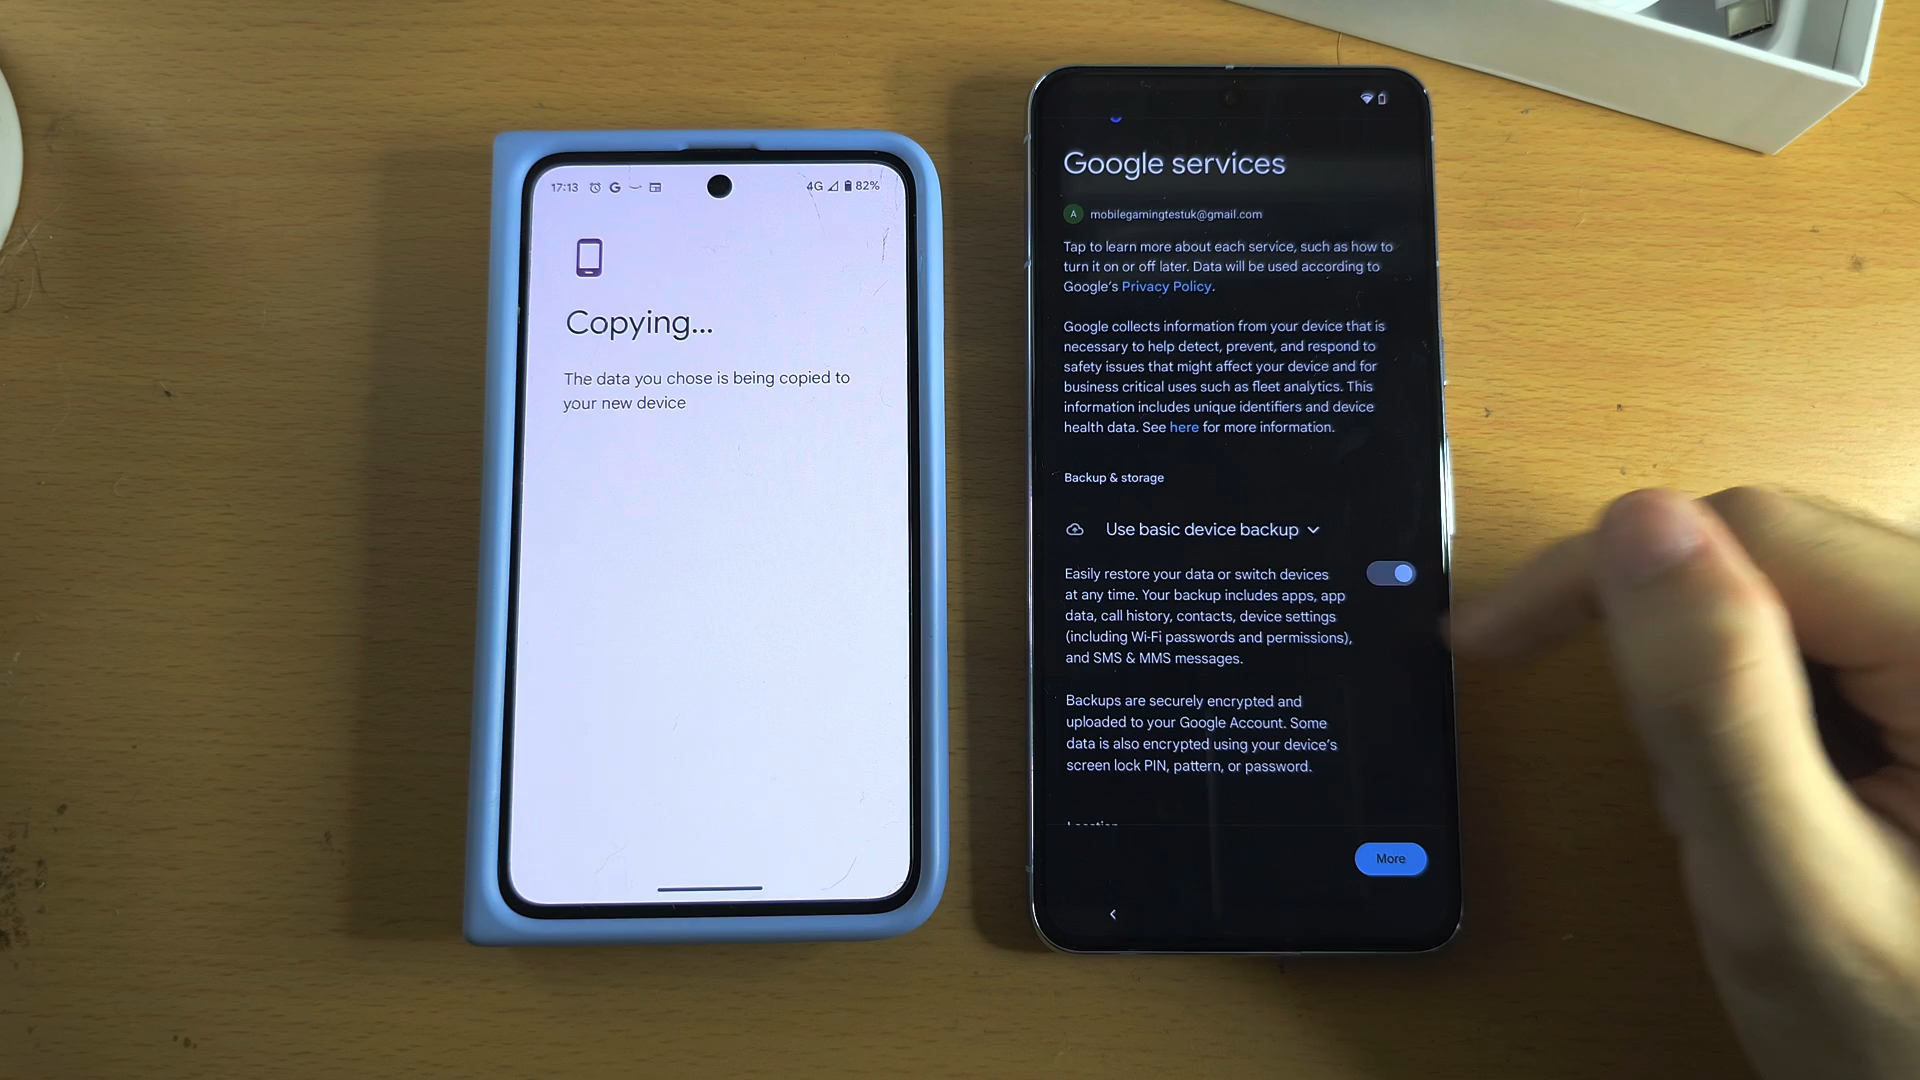 17:13
4G 82%
Copying...
The data you chose is being copied to
your new device
Google services
A mobilegamingtestuk@gmail.com
Tap to learn more about each service, such as how to
turn it on or off later. Data will be used according to
Google's Privacy Policy.
Google collects information from your device that is
necessary to help detect, prevent, and respond to
safety issues that might affect your device and for
business critical uses such as fleet analytics. This
information includes unique identifiers and device
health data. See here for more information.
Backup & storage
Use basic device backup
Easily restore your data or switch devices
at any time. Your backup includes apps, app
data, call history, contacts, device settings
(including Wi-Fi passwords and permissions),
and SMS & MMS messages.
Backups are securely encrypted and
uploaded to your Google Account. Some
data is also encrypted using your device's
screen lock PIN, pattern, or password.
Location
More